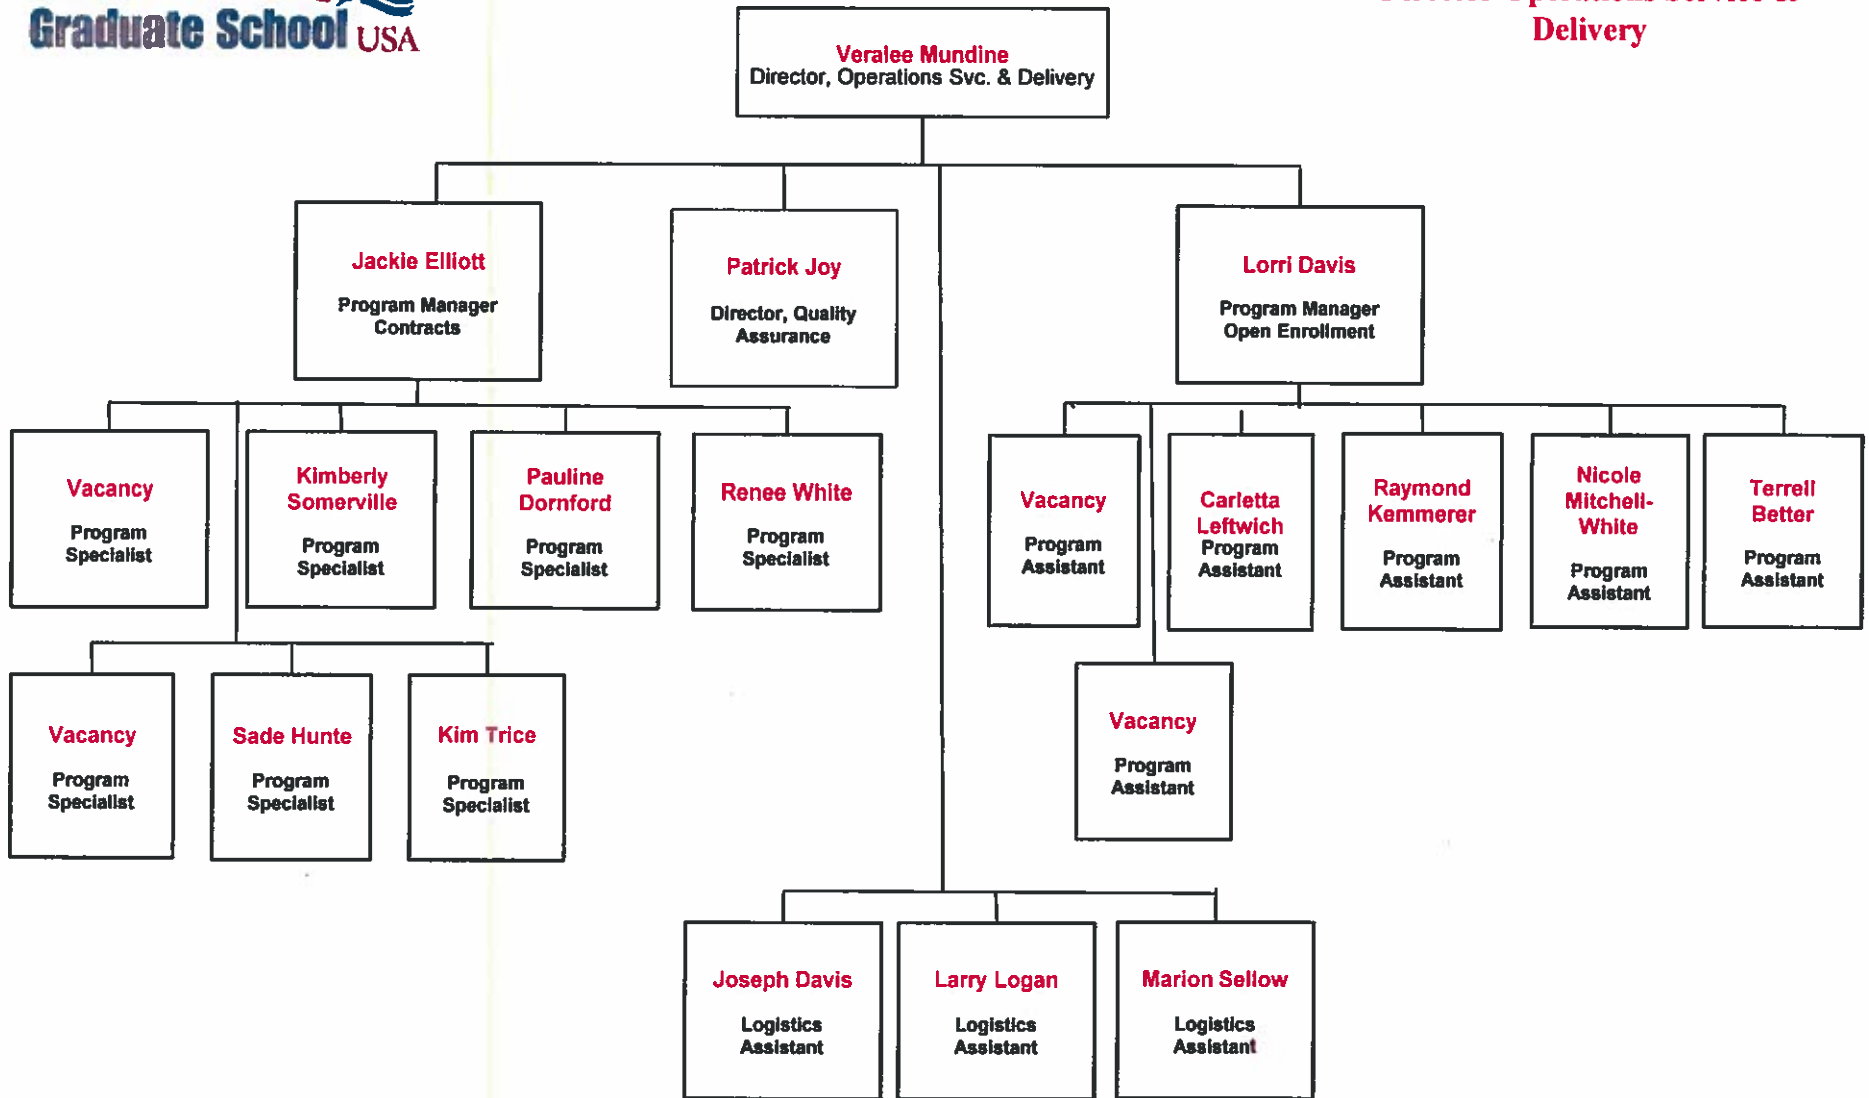 Graduate School USA
Delivery
Veralee Mundine
Director, Operations Svc. & Delivery
Jackie Elliott
Program Manager
Contracts
Patrick Joy
Director, Quality
Assurance
Lorri Davis
Program Manager
Open Enrollment
Vacancy
Program
Specialist
Kimberly
Somerville
Program
Specialist
Pauline
Dornford
Program
Specialist
Renee White
Program
Specialist
Vacancy
Program
Assistant
Carletta
Leftwich
Program
Assistant
Raymond
Kemmerer
Program
Assistant
Nicole
Mitchell-
White
Program
Assistant
Terrell
Better
Program
Assistant
Vacancy
Program
Specialist
Sade Hunte
Program
Specialist
Kim Trice
Program
Specialist
Vacancy
Program
Assistant
Joseph Davis
Logistics
Assistant
Larry Logan
Logistics
Assistant
Marion Sellow
Logistics
Assistant